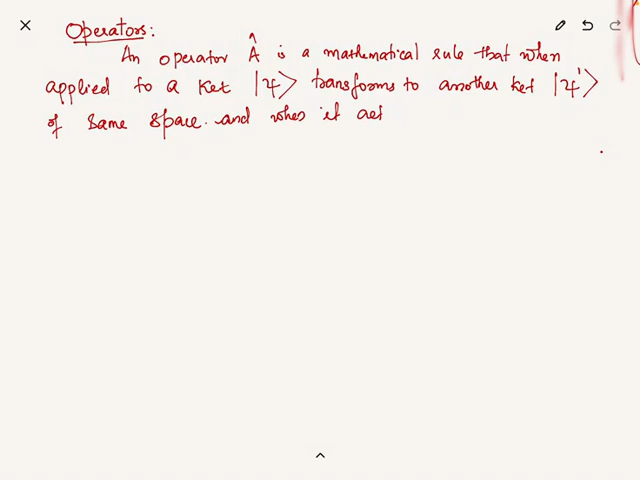 Operators:
An operator Â is a mathematical rule that when
applied to a ket |ψ> transforms to another ket |ψ'>
of same space. and when it act